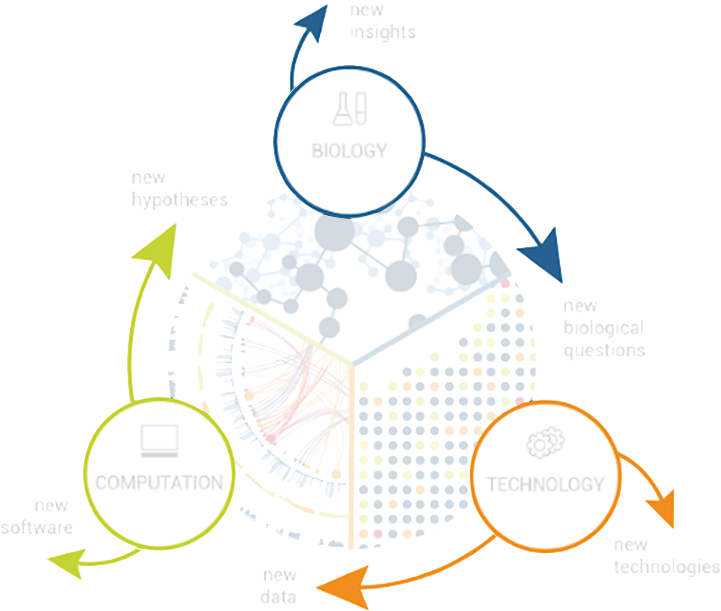 new
insights
BIOLOGY
new
hypotheses
new
biological
questions
COMPUTATION
TECHNOLOGY
new
software
new
technologies
new
data